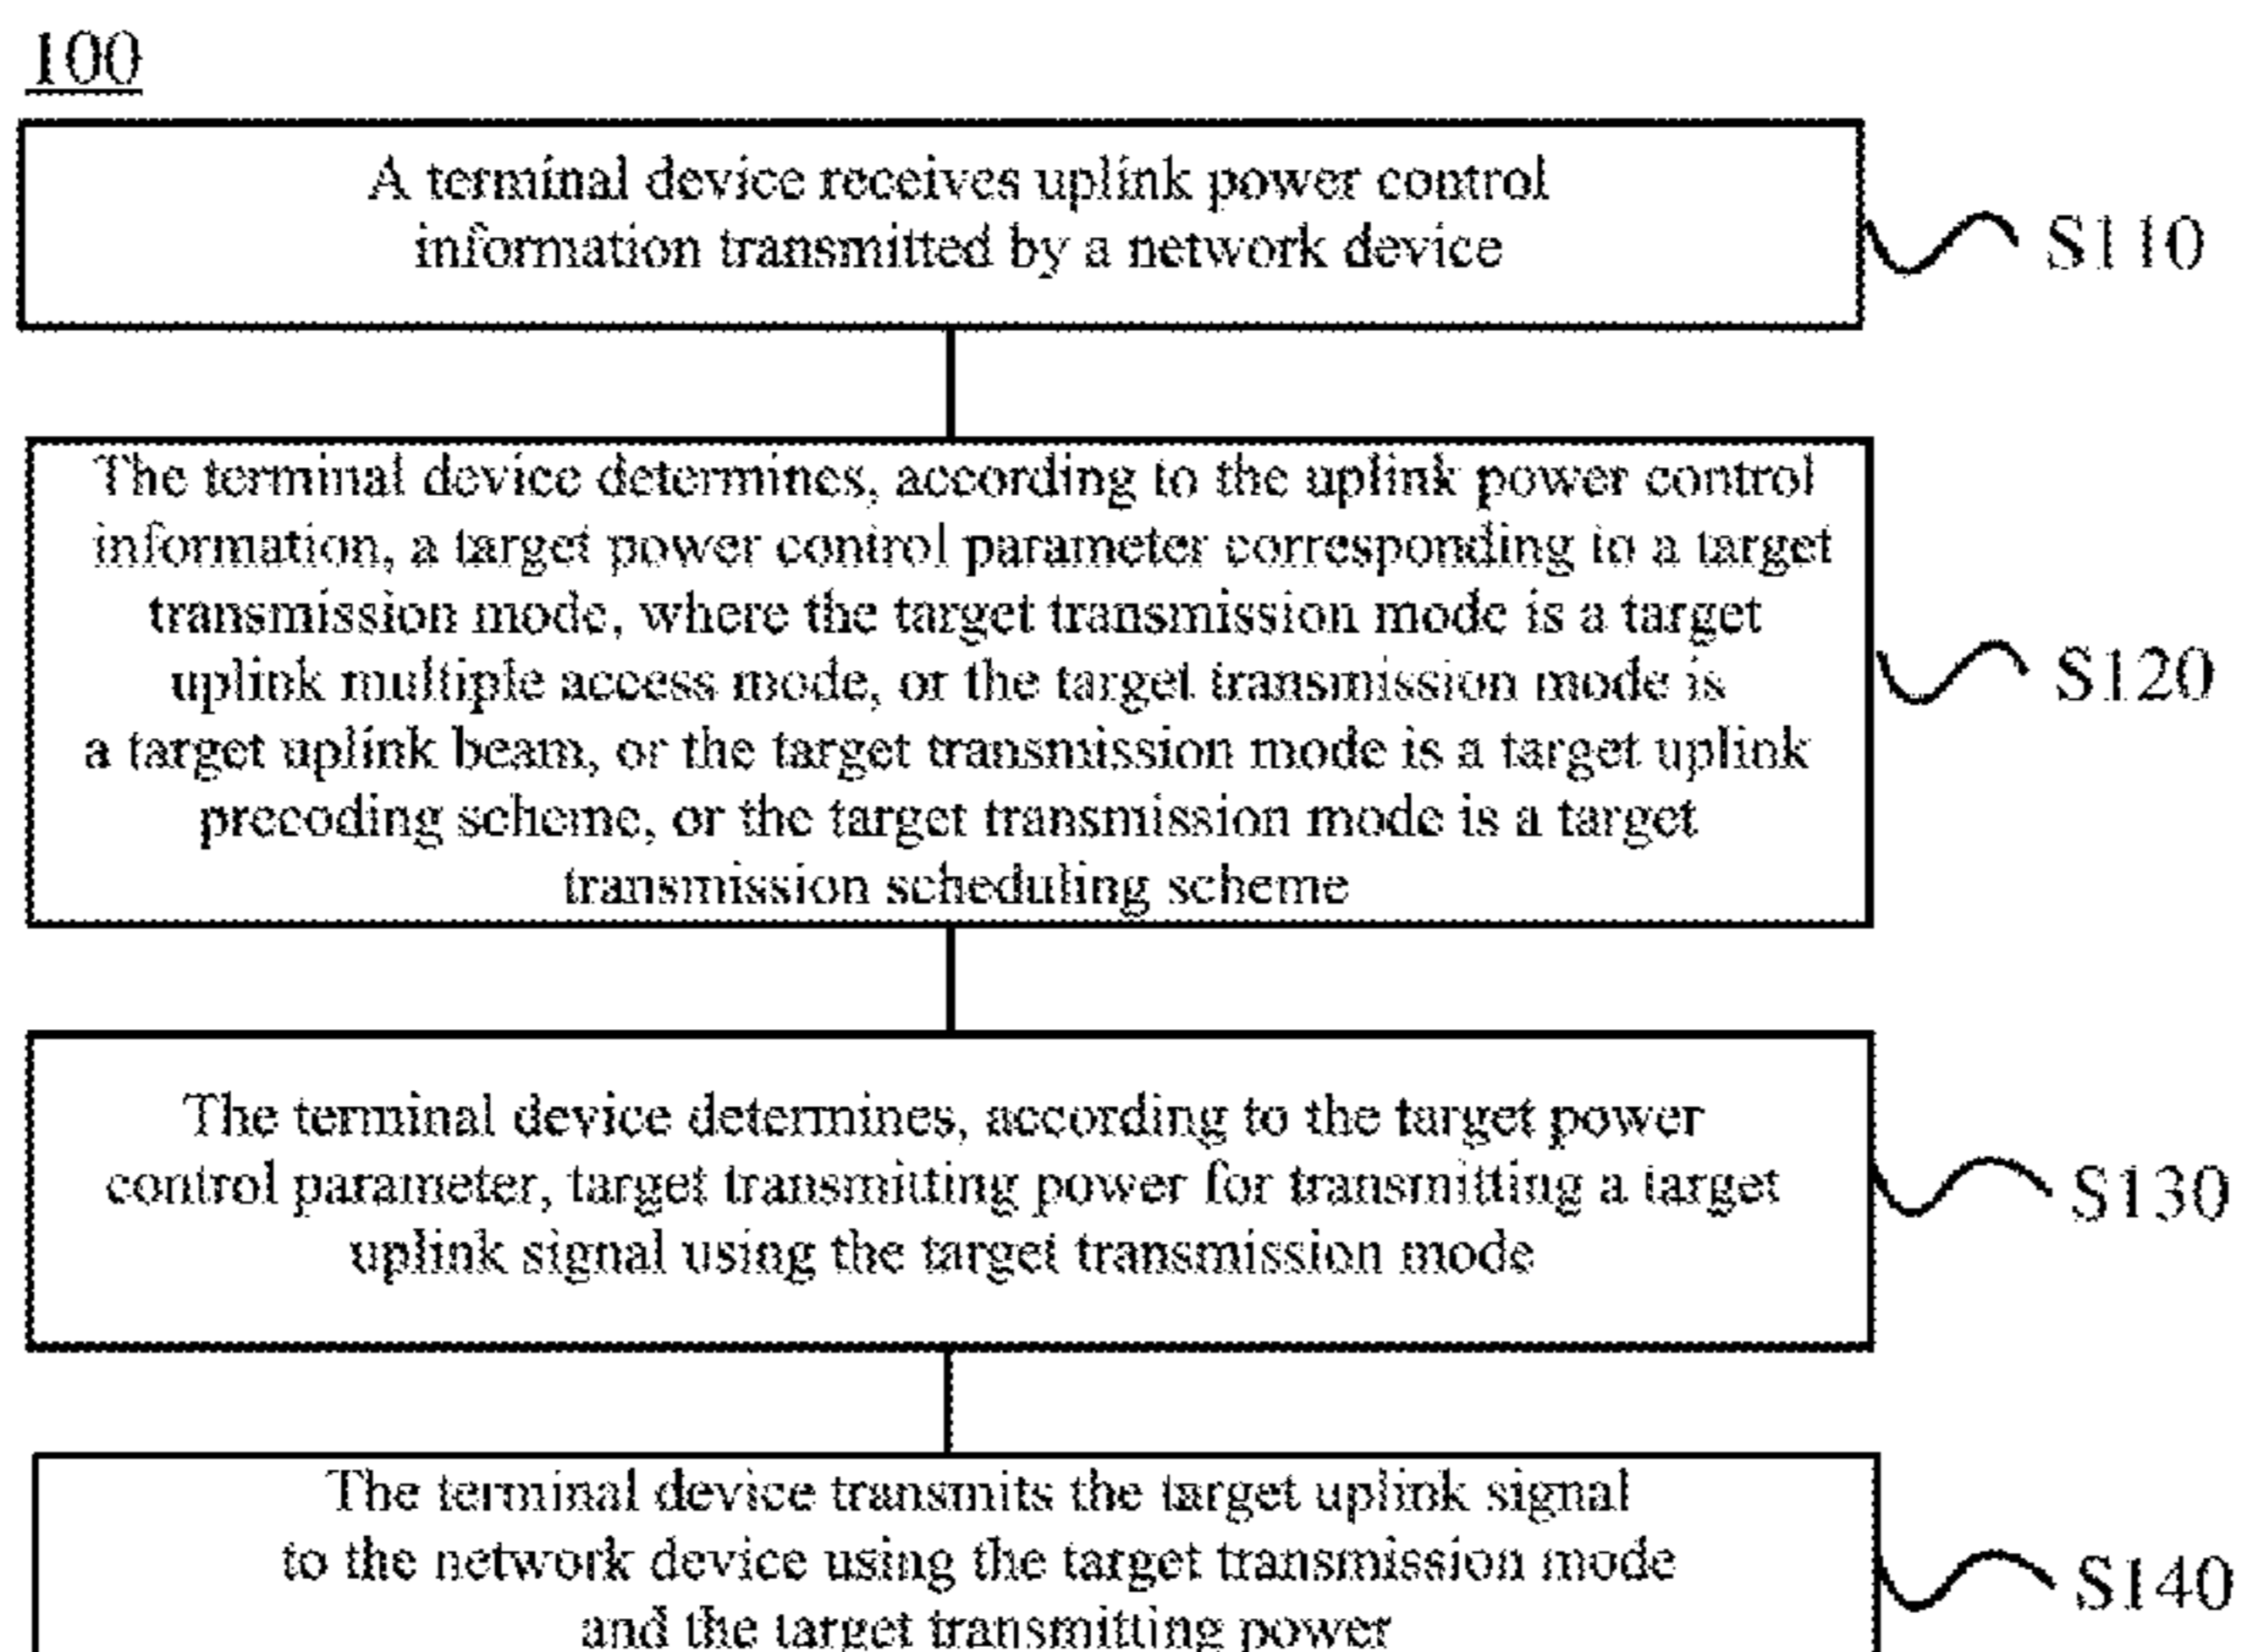 100
A terminal device receives uplink power control
information transmitted by a network device
S110
The terminal device determines, according to the uplink power control
information, a target power control parameter corresponding to a target
transmission mode, where the target transmission mode is a target
uplink multiple access mode, or the target transmission mode is
a target uplink beam, or the target transmission mode is a target uplink
precoding scheme, or the target transmission mode is a target
transmission scheduling scheme
S120
The terminal device determines, according to the target power
control parameter, target transmitting power for transmitting a target
uplink signal using the target transmission mode
S130
The terminal device transmits the target uplink signal
to the network device using the target transmission mode
and the target transmitting power
S140